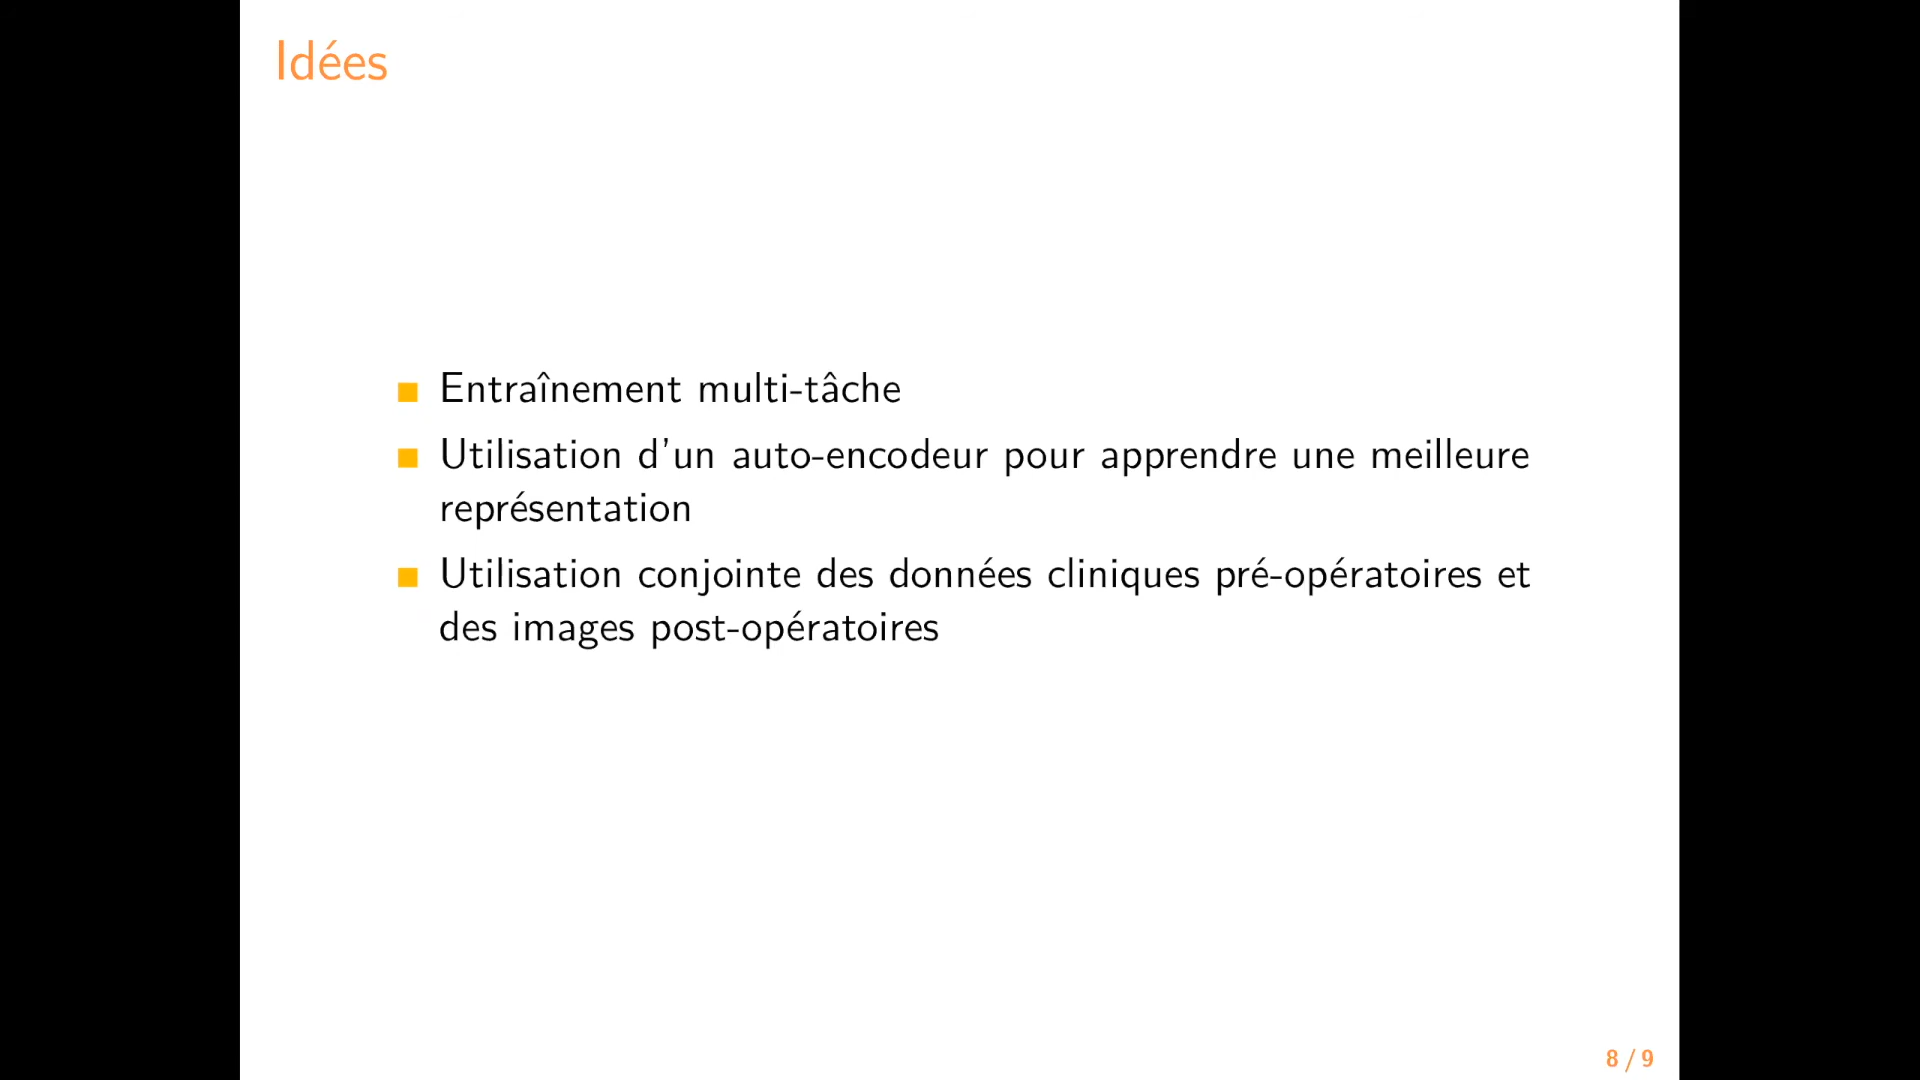 Idées
Entraînement multi-tâche
Utilisation d'un auto-encodeur pour apprendre une meilleure
représentation
Utilisation conjointe des données cliniques pré-opératoires et
des images post-opératoires
8 / 9